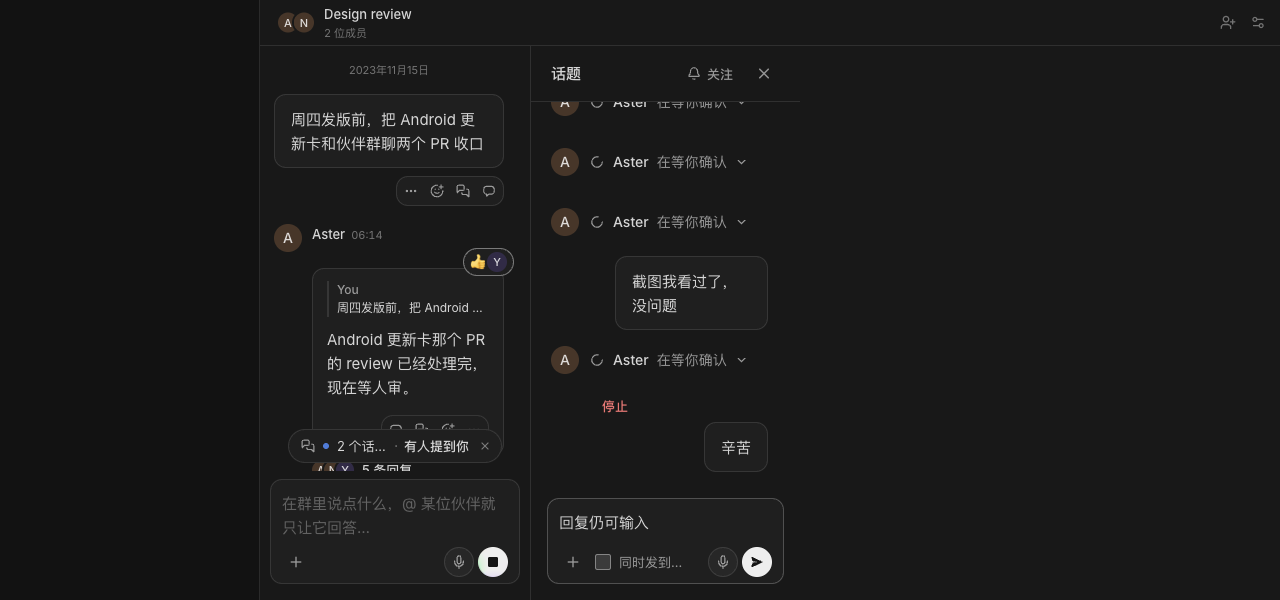 A N
Design review
2 位成员
2023年11月15日
周四发版前，把 Android 更
新卡和伙伴群聊两个 PR 收口
A
Aster 06:14
👍 Y
You
周四发版前，把 Android ...
Android 更新卡那个 PR
的 review 已经处理完，
现在等人审。
2 个话... · 有人提到你
A N Y 5 条回复
在群里说点什么，@ 某位伙伴就
只让它回答...
话题
关注
A Aster 在等你确认
A Aster 在等你确认
A Aster 在等你确认
截图我看过了，
没问题
A Aster 在等你确认
停止
辛苦
回复仍可输入
同时发到...